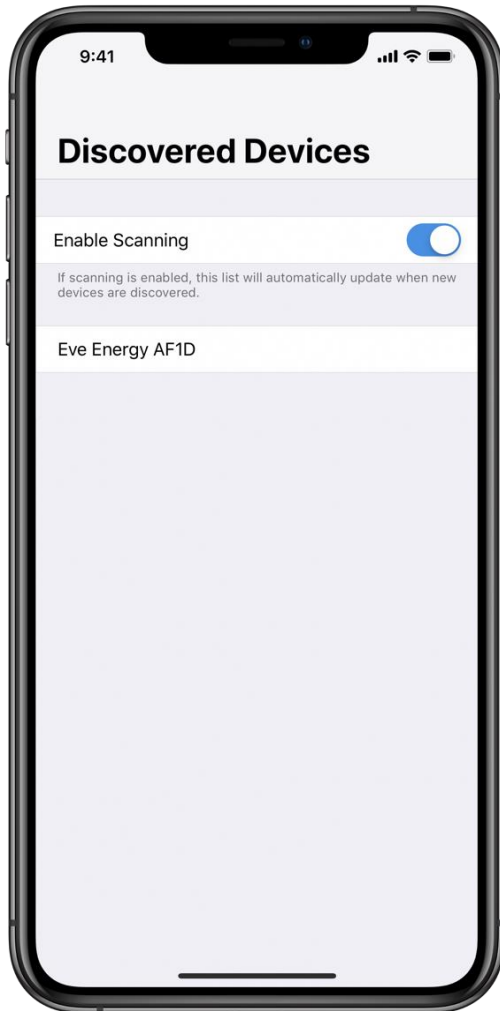 9:41
Discovered Devices
Enable Scanning
If scanning is enabled, this list will automatically update when new
devices are discovered.
Eve Energy AF1D